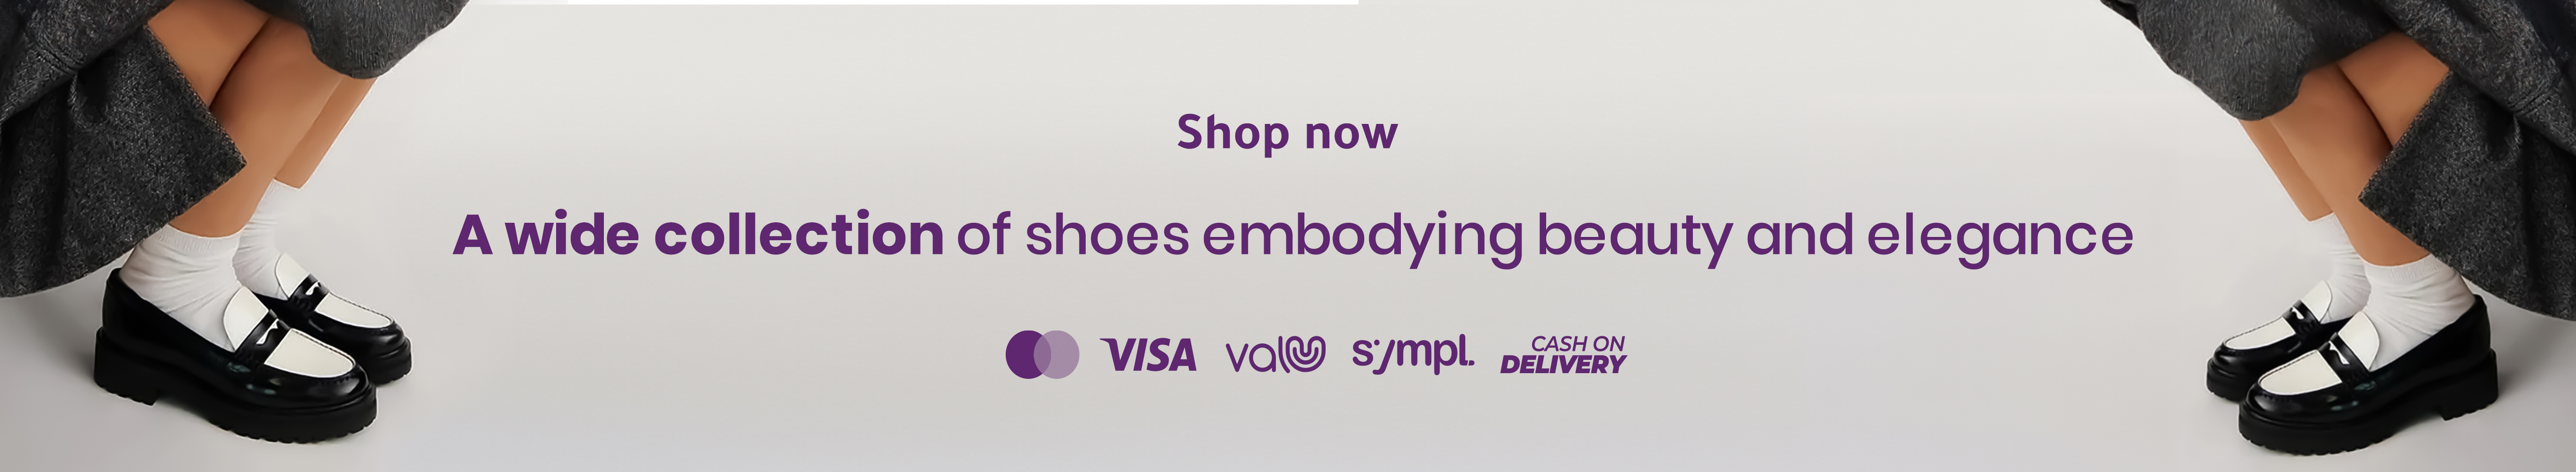 Shop now
A wide collection of shoes embodying beauty and elegance
VISA valU sympl. CASH ON DELIVERY